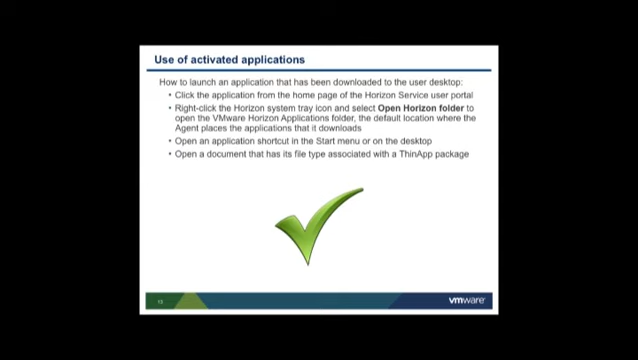 Use of activated applications
How to launch an application that has been downloaded to the user desktop:
• Click the application from the home page of the Horizon Service user portal
• Right-click the Horizon system tray icon and select Open Horizon folder to
open the VMware Horizon Applications folder, the default location where the
Agent places the applications that it downloads
• Open an application shortcut in the Start menu or on the desktop
• Open a document that has its file type associated with a ThinApp package
vmware